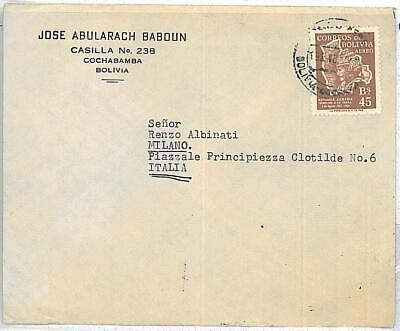 JOSE ABULARACH BABOUN
CASILLA No. 238
COCHABAMBA
BOLIVIA
CORREOS DE
BOLIVIA
AEREO
Bs
45
Señor
Renzo Albinati
MILANO.
Piazzale Principiezza Clotilde No.6
ITALIA